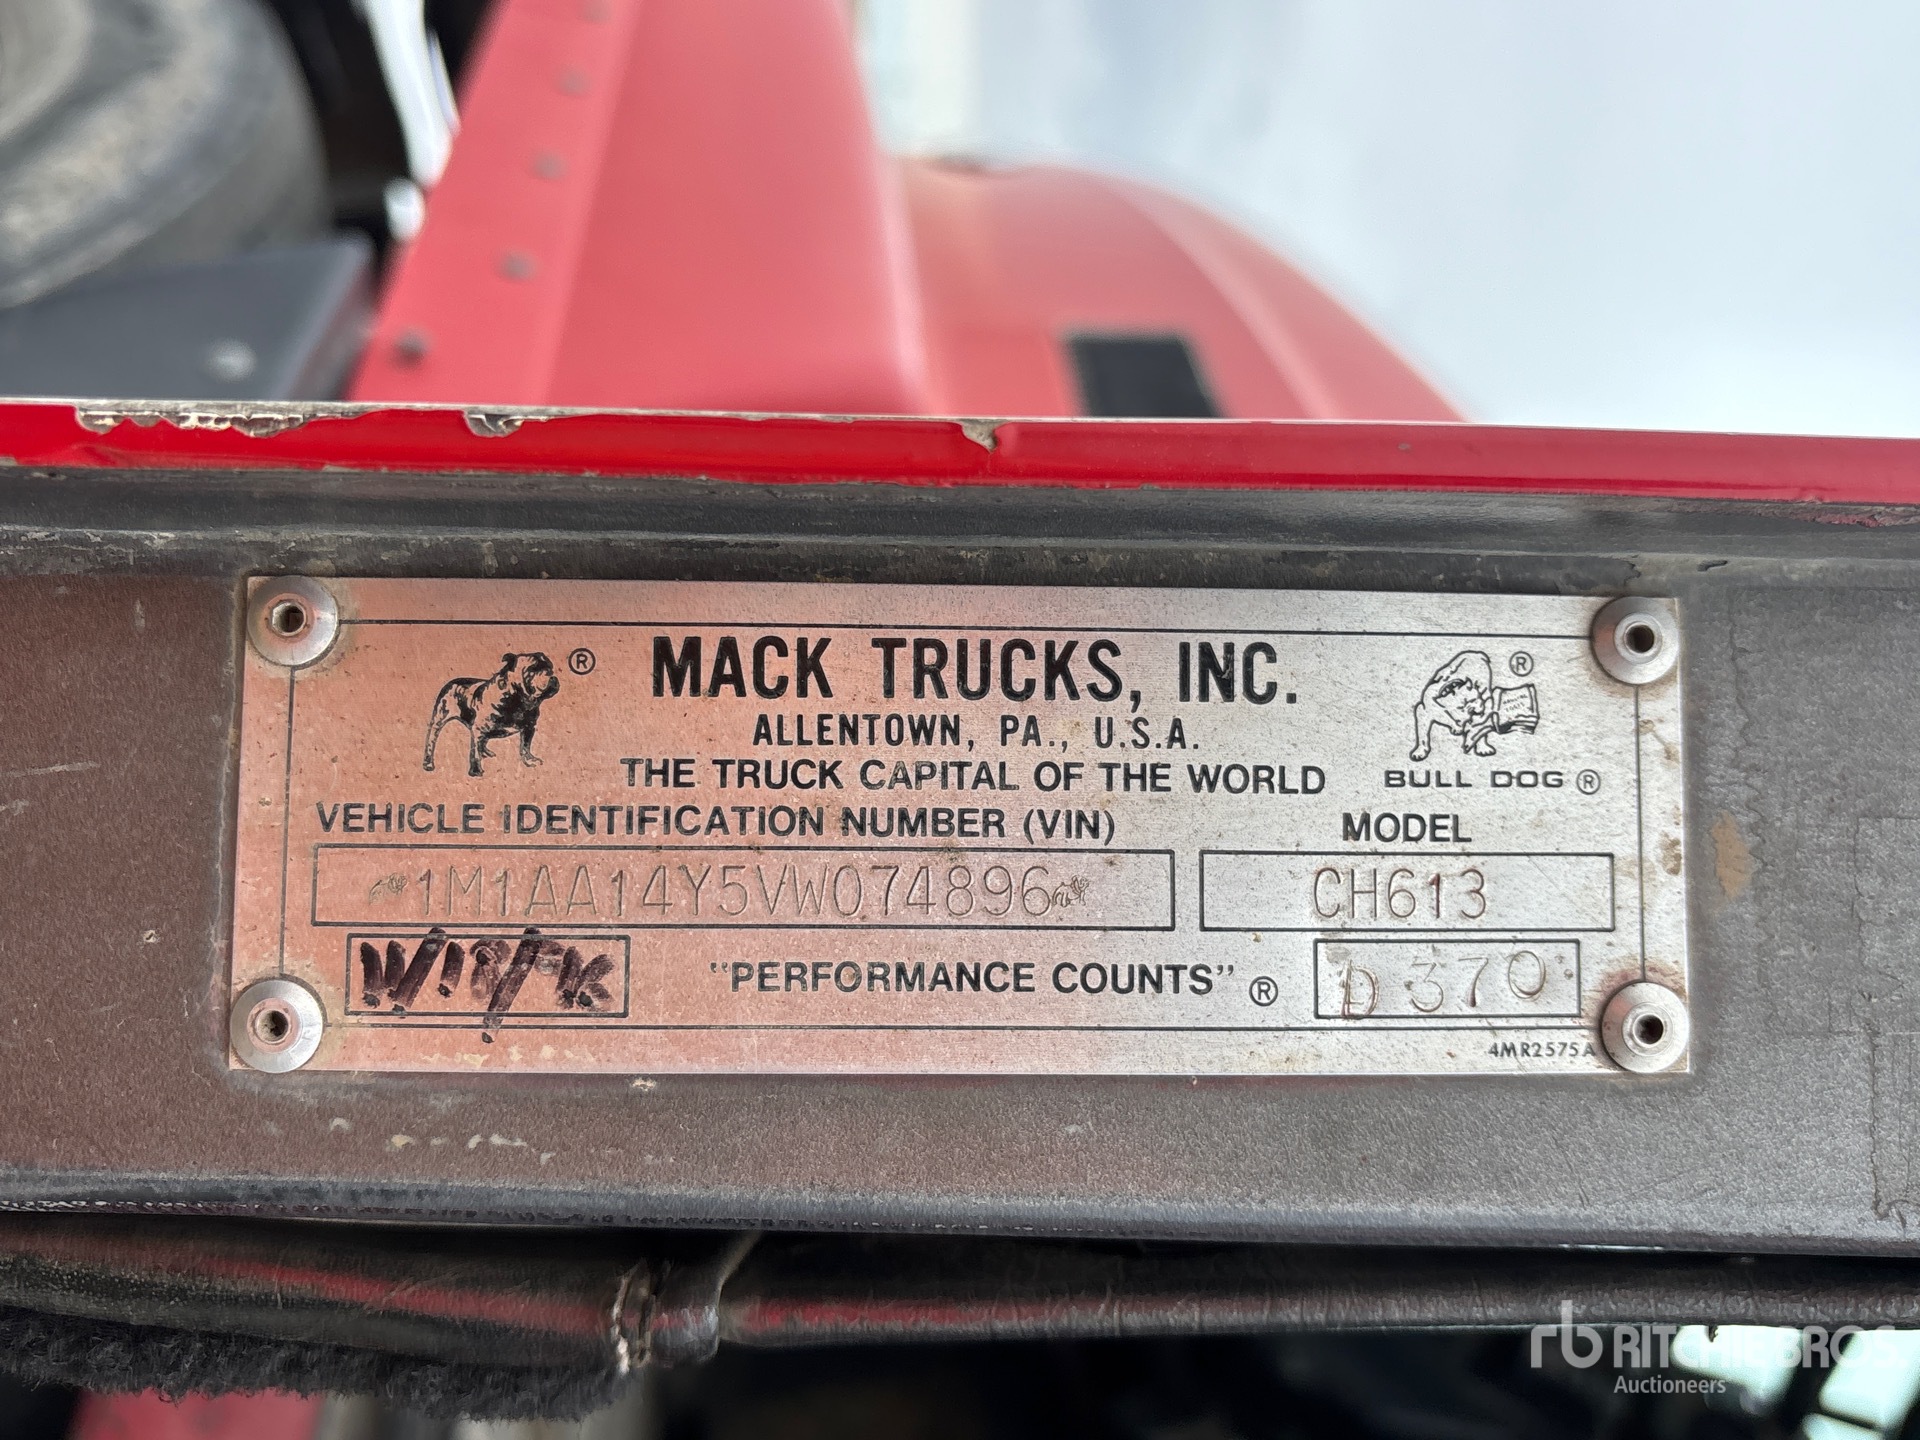 MACK TRUCKS, INC.
ALLENTOWN, PA., U.S.A.
THE TRUCK CAPITAL OF THE WORLD
BULL DOG ®
VEHICLE IDENTIFICATION NUMBER (VIN)
MODEL
1M1AA14Y5VW074896
CH613
"PERFORMANCE COUNTS" ®
D 370
4MR2575A
rb RITCHIE BROS.
Auctioneers